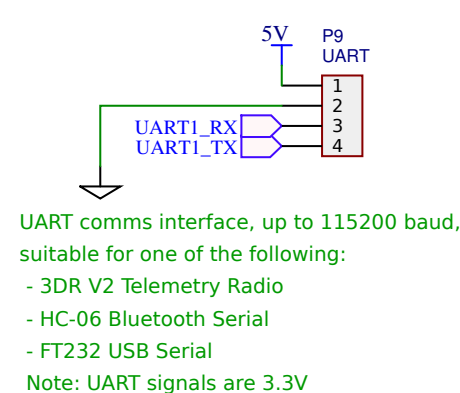 5V
P9
UART
1
2
UART1_RX 3
UART1_TX 4
UART comms interface, up to 115200 baud,
suitable for one of the following:
- 3DR V2 Telemetry Radio
- HC-06 Bluetooth Serial
- FT232 USB Serial
Note: UART signals are 3.3V